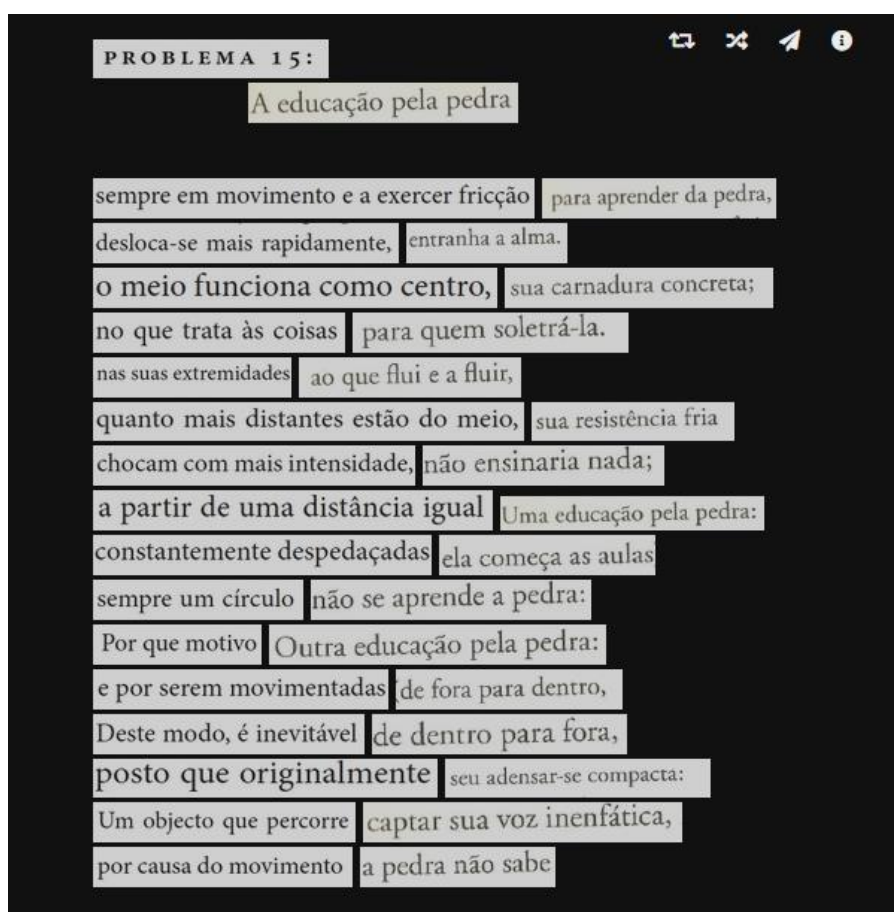 PROBLEMA 15:
A educação pela pedra
sempre em movimento e a exercer fricção para aprender da pedra,
desloca-se mais rapidamente, entranha a alma.
o meio funciona como centro, sua carnadura concreta;
no que trata às coisas para quem soletrá-la.
nas suas extremidades ao que flui e a fluir,
quanto mais distantes estão do meio, sua resistência fria
chocam com mais intensidade, não ensinaria nada;
a partir de uma distância igual Uma educação pela pedra:
constantemente despedaçadas ela começa as aulas
sempre um círculo não se aprende a pedra:
Por que motivo Outra educação pela pedra:
e por serem movimentadas (de fora para dentro,
Deste modo, é inevitável de dentro para fora,
posto que originalmente seu adensar-se compacta:
Um objecto que percorre captar sua voz inenfática,
por causa do movimento a pedra não sabe